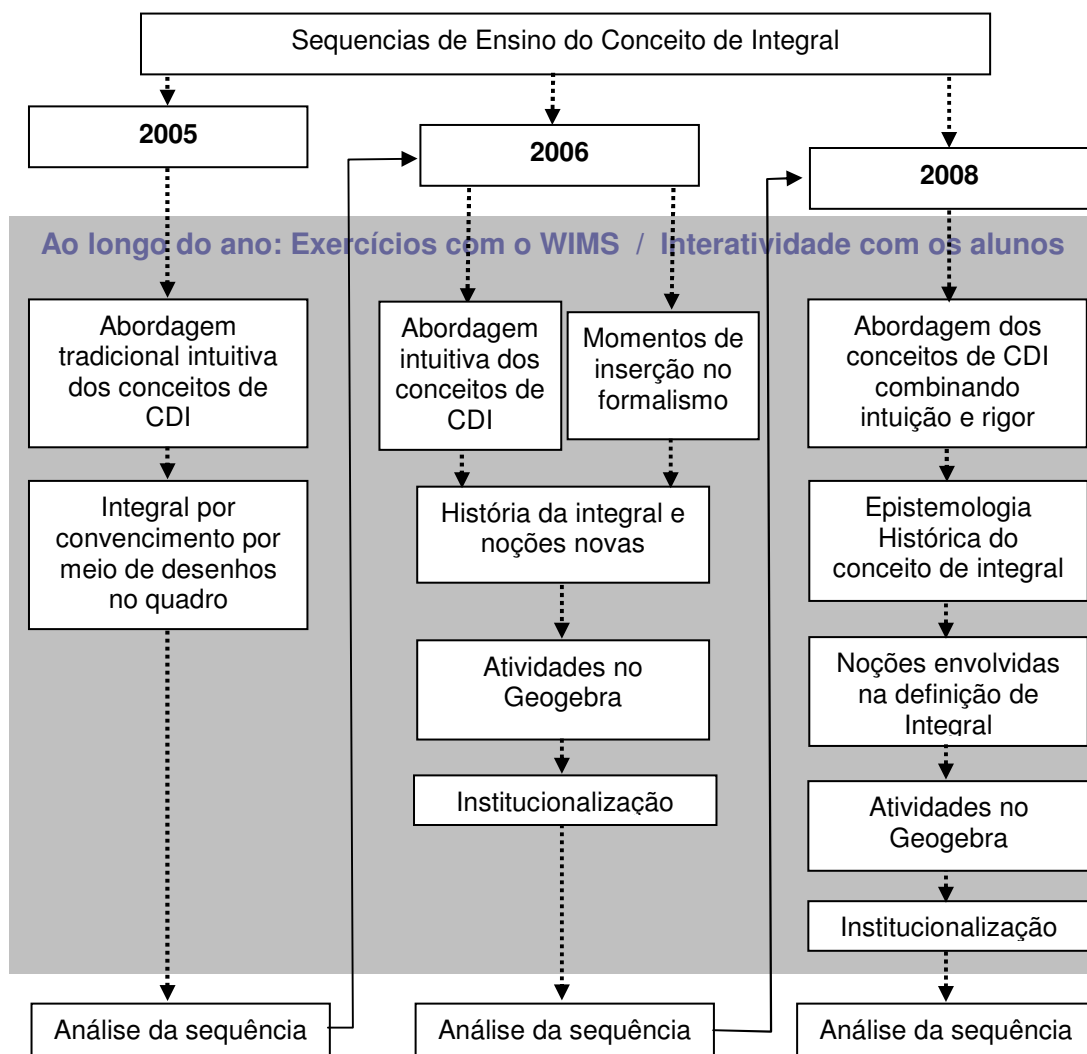 Sequencias de Ensino do Conceito de Integral
2005
2006
2008
Ao longo do ano: Exercícios com o WIMS / Interatividade com os alunos
Abordagem
tradicional intuitiva
dos conceitos de
CDI
Integral por
convencimento por
meio de desenhos
no quadro
Análise da sequência
Abordagem
intuitiva dos
conceitos de
CDI
Momentos de
inserção no
formalismo
História da integral e
noções novas
Atividades no
Geogebra
Institucionalização
Análise da sequência
Abordagem dos
conceitos de CDI
combinando
intuição e rigor
Epistemologia
Histórica do
conceito de integral
Noções envolvidas
na definição de
Integral
Atividades no
Geogebra
Institucionalização
Análise da sequência